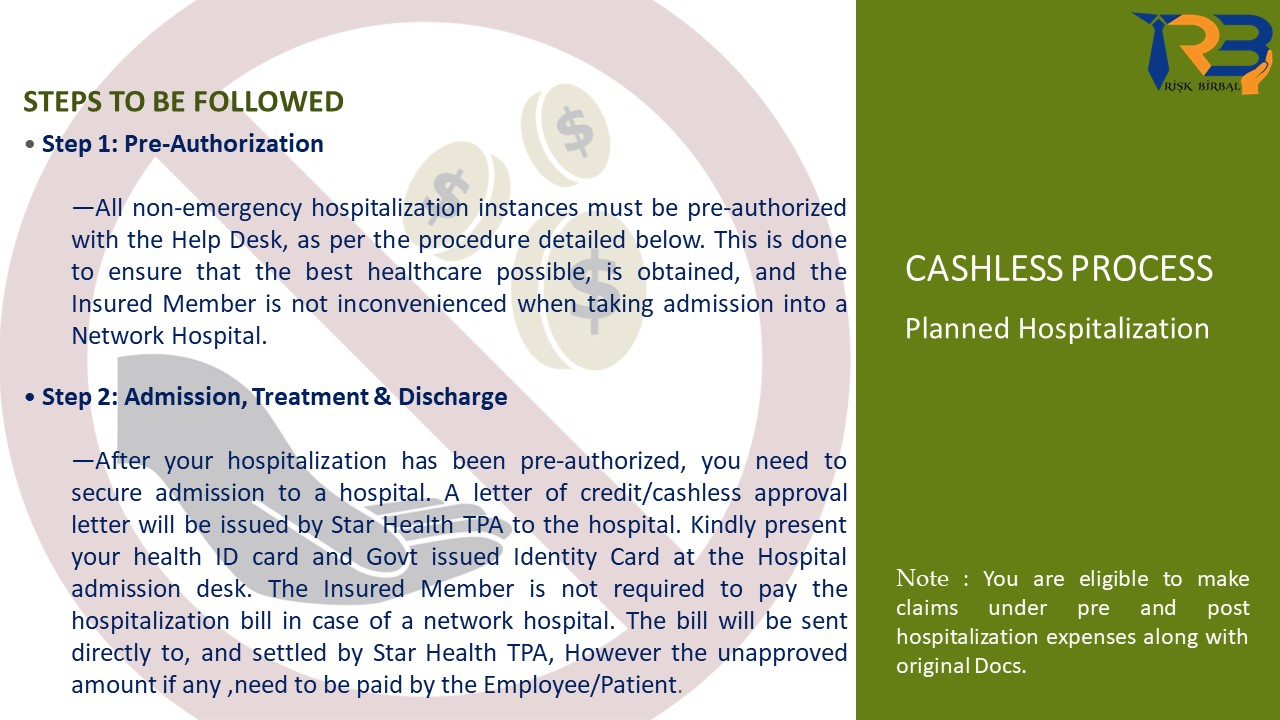 STEPS TO BE FOLLOWED
• Step 1: Pre-Authorization
—All non-emergency hospitalization instances must be pre-authorized
with the Help Desk, as per the procedure detailed below. This is done
to ensure that the best healthcare possible, is obtained, and the
Insured Member is not inconvenienced when taking admission into a
Network Hospital.
• Step 2: Admission, Treatment & Discharge
—After your hospitalization has been pre-authorized, you need to
secure admission to a hospital. A letter of credit/cashless approval
letter will be issued by Star Health TPA to the hospital. Kindly present
your health ID card and Govt issued Identity Card at the Hospital
admission desk. The Insured Member is not required to pay the
hospitalization bill in case of a network hospital. The bill will be sent
directly to, and settled by Star Health TPA, However the unapproved
amount if any ,need to be paid by the Employee/Patient.
RB
RISK BIRBAL
CASHLESS PROCESS
Planned Hospitalization
Note : You are eligible to make
claims under pre and post
hospitalization expenses along with
original Docs.